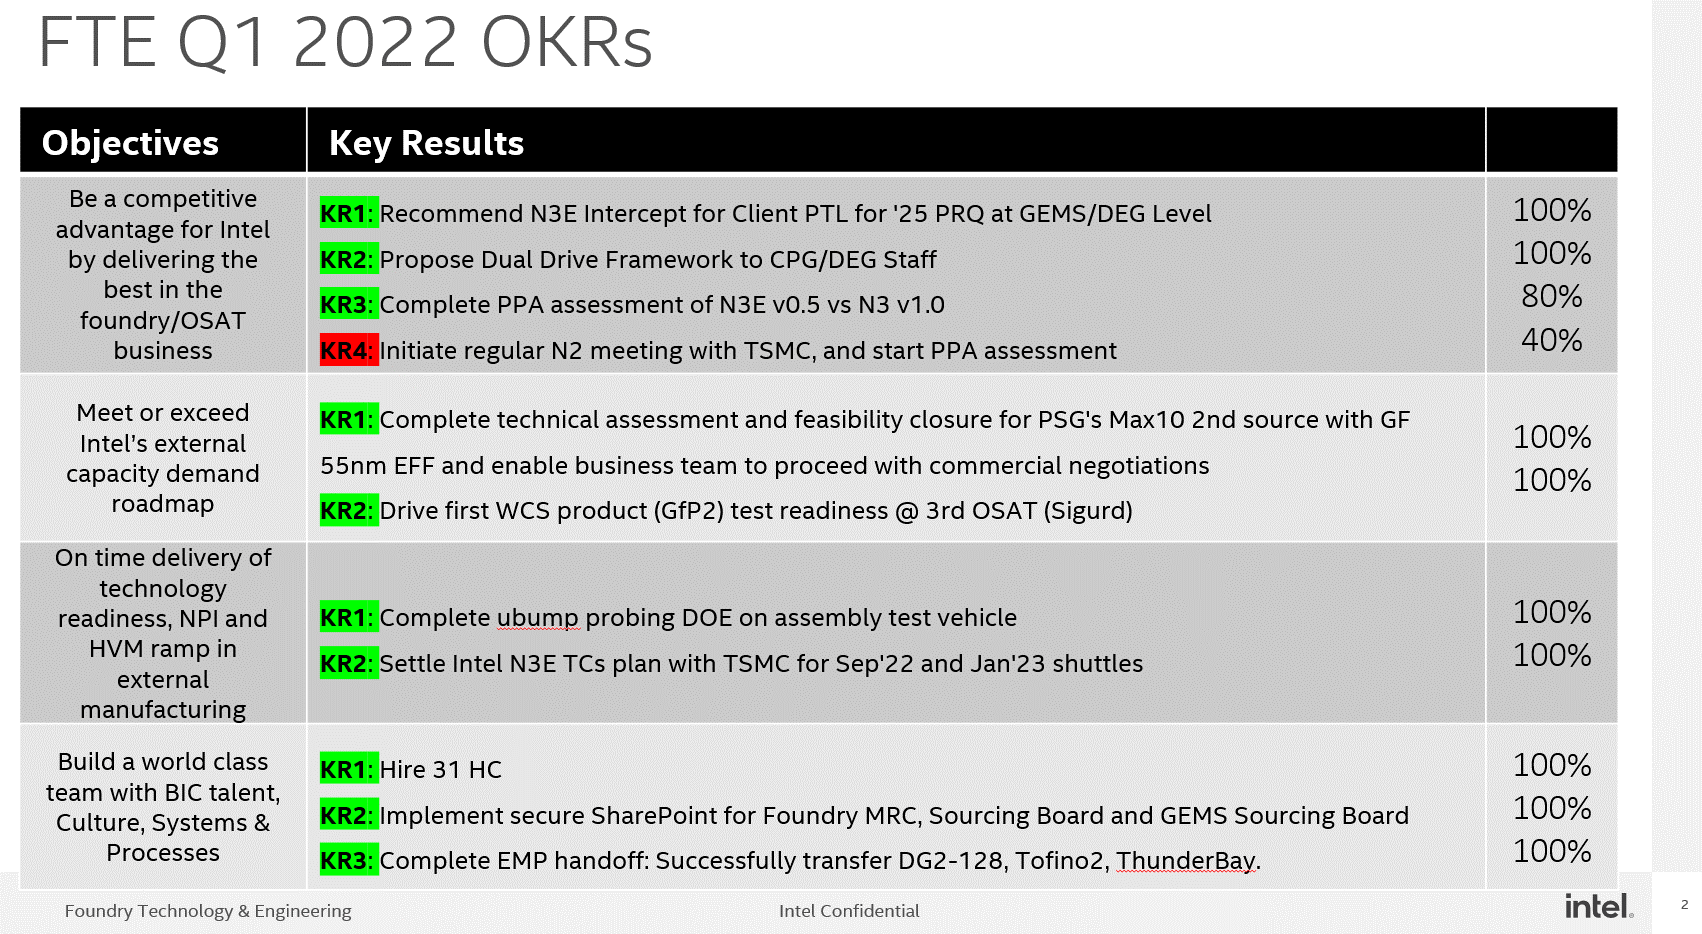 FTE Q1 2022 OKRs
Objectives
Key Results
Be a competitive
advantage for Intel
by delivering the
best in the
foundry/OSAT
business
KR1: Recommend N3E Intercept for Client PTL for '25 PRQ at GEMS/DEG Level
KR2: Propose Dual Drive Framework to CPG/DEG Staff
KR3: Complete PPA assessment of N3E v0.5 vs N3 v1.0
KR4: Initiate regular N2 meeting with TSMC, and start PPA assessment
100%
100%
80%
40%
Meet or exceed
Intel’s external
capacity demand
roadmap
KR1: Complete technical assessment and feasibility closure for PSG's Max10 2nd source with GF
55nm EFF and enable business team to proceed with commercial negotiations
KR2: Drive first WCS product (GfP2) test readiness @ 3rd OSAT (Sigurd)
100%
100%
On time delivery of
technology
readiness, NPI and
HVM ramp in
external
manufacturing
KR1: Complete ubump probing DOE on assembly test vehicle
KR2: Settle Intel N3E TCs plan with TSMC for Sep'22 and Jan'23 shuttles
100%
100%
Build a world class
team with BIC talent,
Culture, Systems &
Processes
KR1: Hire 31 HC
KR2: Implement secure SharePoint for Foundry MRC, Sourcing Board and GEMS Sourcing Board
KR3: Complete EMP handoff: Successfully transfer DG2-128, Tofino2, ThunderBay.
100%
100%
100%
Foundry Technology & Engineering
Intel Confidential
intel.
2